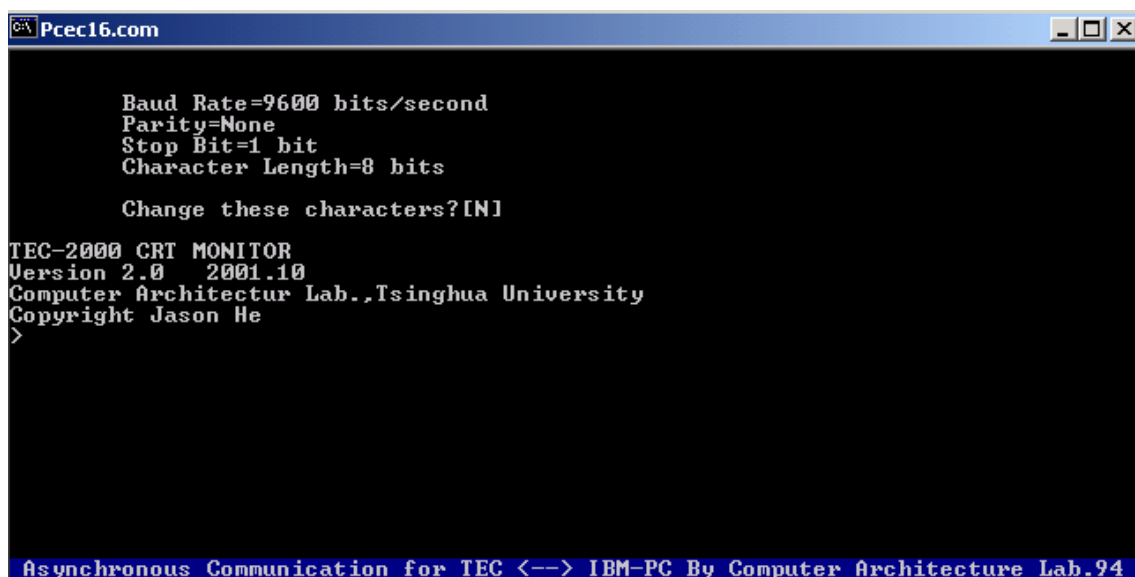 Pcec16.com
Baud Rate=9600 bits/second
Parity=None
Stop Bit=1 bit
Character Length=8 bits
Change these characters?[N]
TEC-2000 CRT MONITOR
Version 2.0   2001.10
Computer Architectur Lab.,Tsinghua University
Copyright Jason He
>
Asynchronous Communication for TEC <--> IBM-PC By Computer Architecture Lab.94